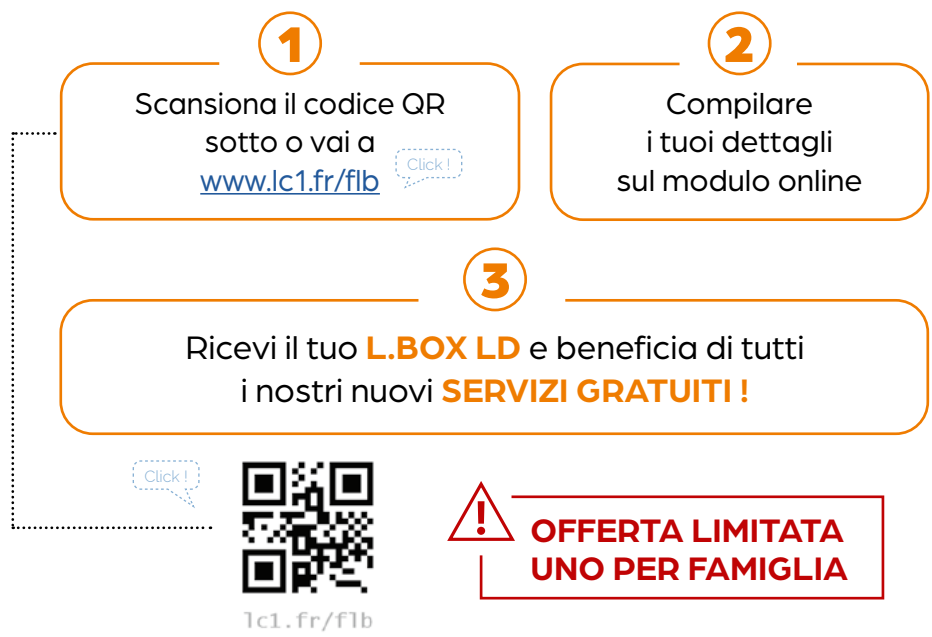 1
Scansiona il codice QR
sotto o vai a
www.lc1.fr/flb
Click !
2
Compilare
i tuoi dettagli
sul modulo online
3
Ricevi il tuo L.BOX LD e beneficia di tutti
i nostri nuovi SERVIZI GRATUITI !
Click !
lc1.fr/flb
!
OFFERTA LIMITATA
UNO PER FAMIGLIA